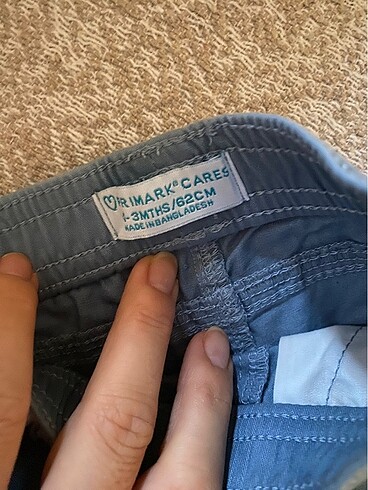 PRIMARK® CARES
1-3MTHS/62CM
MADE IN BANGLADESH